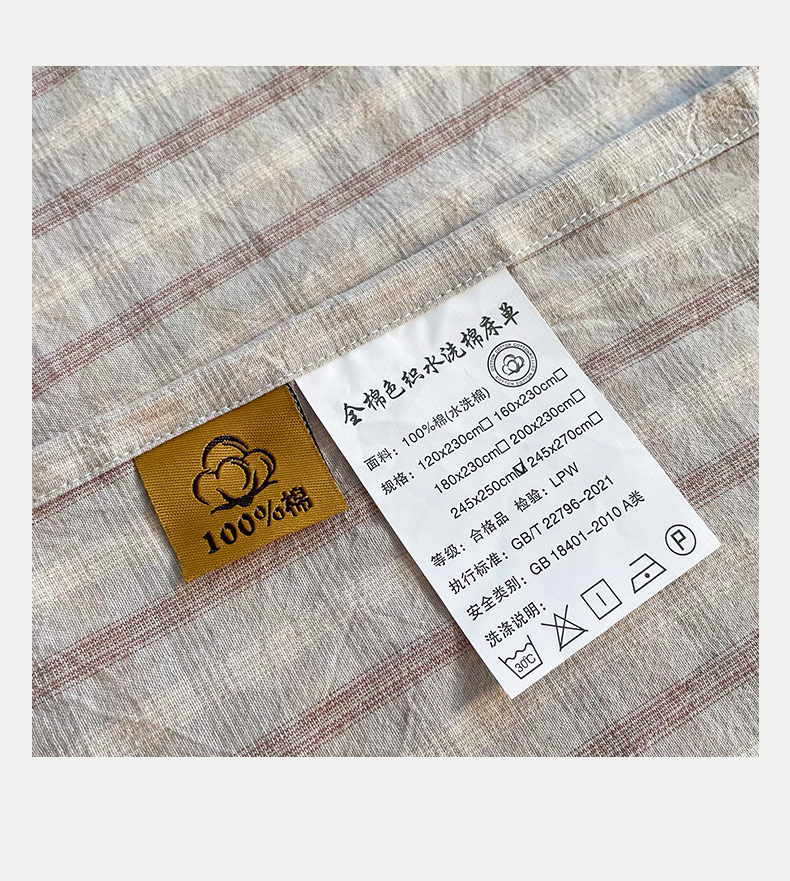 100%棉
全棉色织水洗棉床单
面料：100%棉(水洗棉)
规格：120x230cm□ 160x230cm□
180x230cm□ 200x230cm□
245x250cm☑ 245x270cm□
等级：合格品 检验：LPW
执行标准：GB/T 22796-2021
安全类别：GB 18401-2010 A类
洗涤说明：
30℃
P